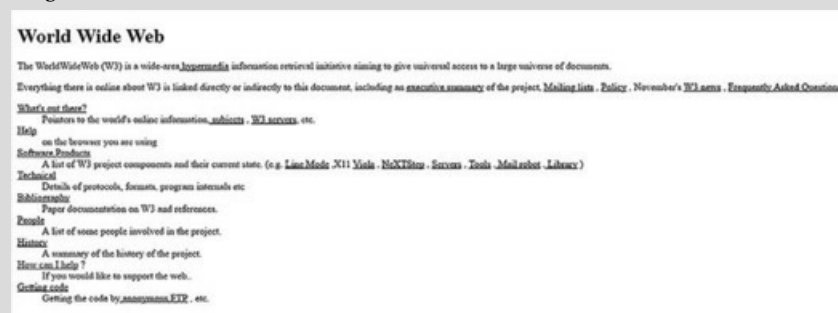 World Wide Web
The WorldWideWeb (W3) is a wide-area hypermedia information retrieval initiative aiming to give universal access to a large universe of documents.
Everything there is online about W3 is linked directly or indirectly to this document, including an executive summary of the project, Mailing lists , Policy , November's W3 news , Frequently Asked Question
What's out there?
Pointers to the world's online information, subjects , W3 servers, etc.
Help
on the browser you are using
Software Products
A list of W3 project components and their current state. (e.g. Line Mode ,X11 Viola , NeXTStep , Servers , Tools , Mail robot , Library )
Technical
Details of protocols, formats, program internals etc
Bibliography
Paper documentation on W3 and references.
People
A list of some people involved in the project.
History
A summary of the history of the project.
How can I help ?
If you would like to support the web..
Getting code
Getting the code by anonymous FTP , etc.